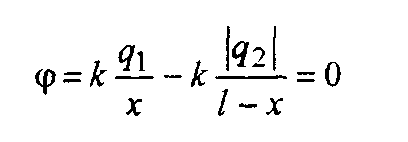 φ = k q₁/x − k |q₂|/(l − x) = 0